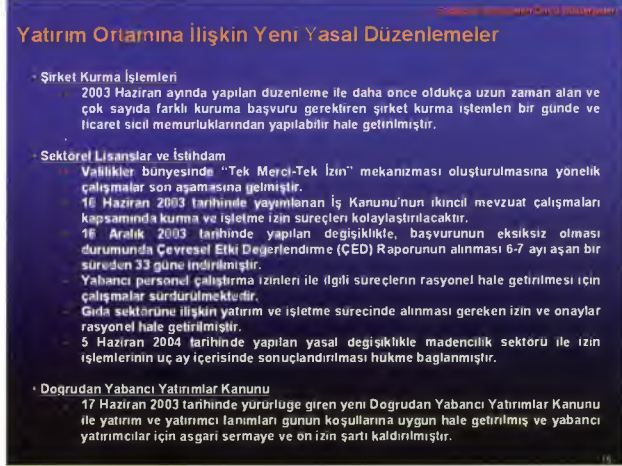 Yatırım Ortamına İlişkin Yeni Yasal Düzenlemeler
• Şirket Kurma İşlemleri
2003 Haziran ayında yapılan düzenleme ile daha önce oldukça uzun zaman alan ve
çok sayıda farklı kuruma başvuru gerektiren şirket kurma işlemleri bir günde ve
ticaret sicil memurluklarından yapılabilir hale getirilmiştir.
• Sektörel Lisanslar ve İstihdam
– Valilikler bünyesinde “Tek Merci-Tek İzin” mekanizması oluşturulmasına yönelik
çalışmalar son aşamasına gelmiştir.
– 10 Haziran 2003 tarihinde yayımlanan İş Kanunu'nun ikincil mevzuat çalışmaları
kapsamında kurma ve işletme izin süreçleri kolaylaştırılacaktır.
– 16 Aralık 2003 tarihinde yapılan değişiklikte, başvurunun eksiksiz olması
durumunda Çevresel Etki Değerlendirme (ÇED) Raporunun alınması 6-7 ayı aşan bir
süreden 33 güne indirilmiştir.
– Yabancı personel çalıştırma izinleri ile ilgili süreçlerin rasyonel hale getirilmesi için
çalışmalar sürdürülmektedir.
– Gıda sektörüne ilişkin yatırım ve işletme sürecinde alınması gereken izin ve onaylar
rasyonel hale getirilmiştir.
– 5 Haziran 2004 tarihinde yapılan yasal değişiklikle madencilik sektörü ile izin
işlemlerinin üç ay içerisinde sonuçlandırılması hükme bağlanmıştır.
• Doğrudan Yabancı Yatırımlar Kanunu
17 Haziran 2003 tarihinde yürürlüğe giren yeni Doğrudan Yabancı Yatırımlar Kanunu
ile yatırım ve yatırımcı tanımları günün koşullarına uygun hale getirilmiş ve yabancı
yatırımcılar için asgari sermaye ve ön izin şartı kaldırılmıştır.